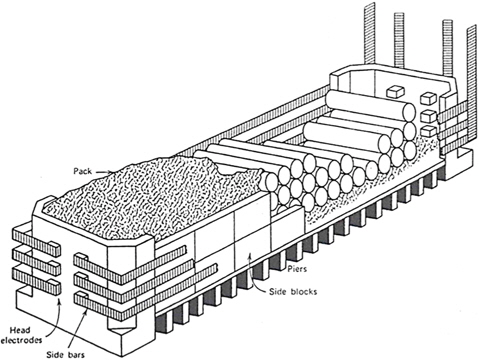 Pack
Piers
Side blocks
Head
electrodes
Side bars